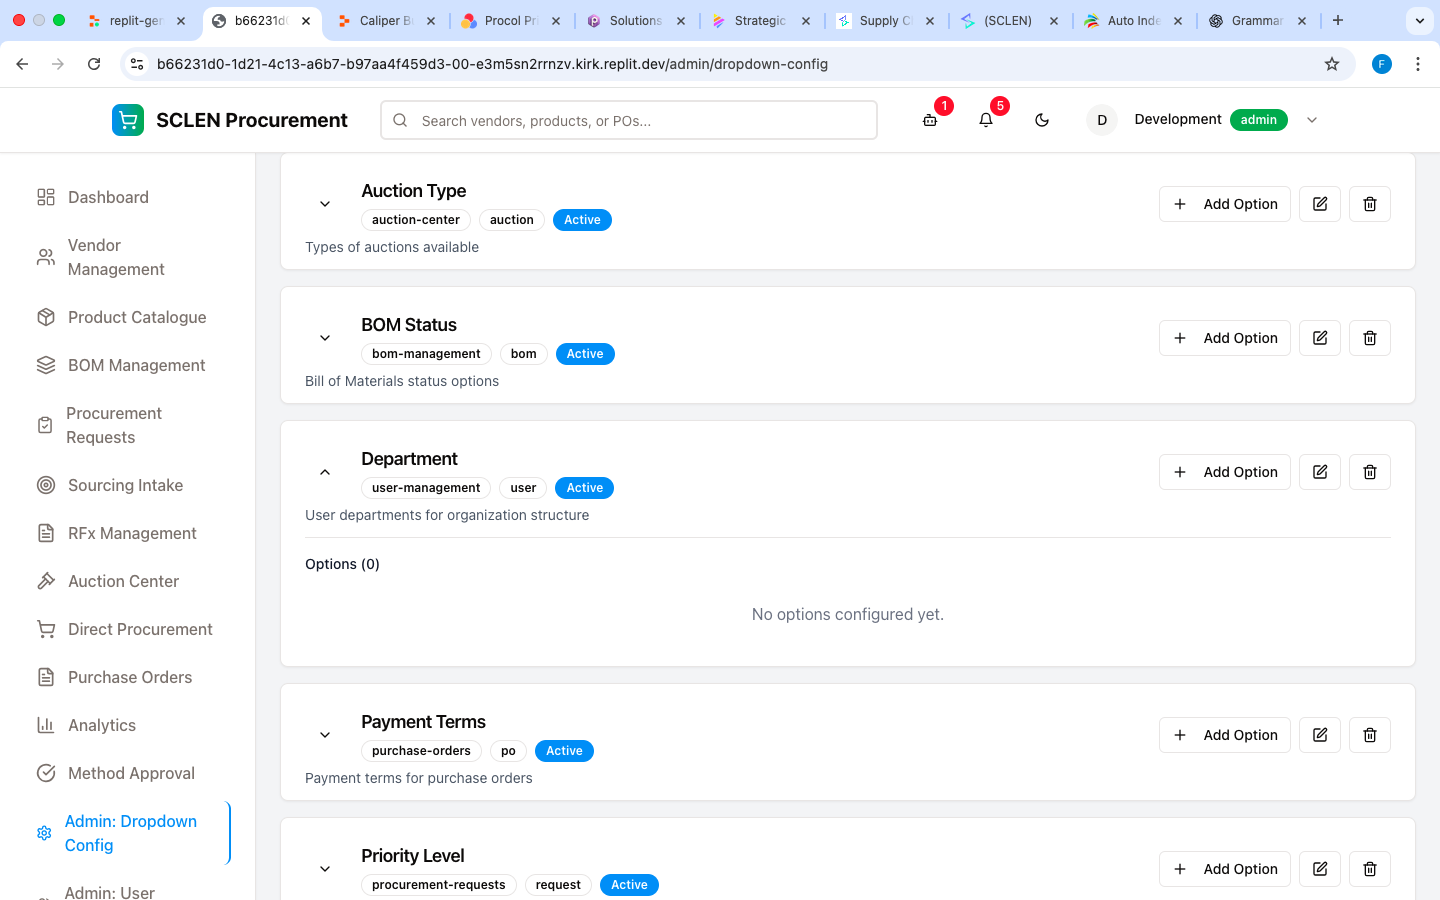 replit-gen
b66231d0
Caliper Bu
Procol Pri
Solutions
Strategic
Supply C
(SCLEN)
Auto Inde
Grammar
b66231d0-1d21-4c13-a6b7-b97aa4f459d3-00-e3m5sn2rrnzv.kirk.replit.dev/admin/dropdown-config
F
SCLEN Procurement
Search vendors, products, or POs...
1
5
D
Development
admin
Dashboard
Vendor
Management
Product Catalogue
BOM Management
Procurement
Requests
Sourcing Intake
RFx Management
Auction Center
Direct Procurement
Purchase Orders
Analytics
Method Approval
Admin: Dropdown
Config
Admin: User
Auction Type
auction-center auction Active
Types of auctions available
Add Option
BOM Status
bom-management bom Active
Bill of Materials status options
Add Option
Department
user-management user Active
User departments for organization structure
Add Option
Options (0)
No options configured yet.
Payment Terms
purchase-orders po Active
Payment terms for purchase orders
Add Option
Priority Level
procurement-requests request Active
Add Option